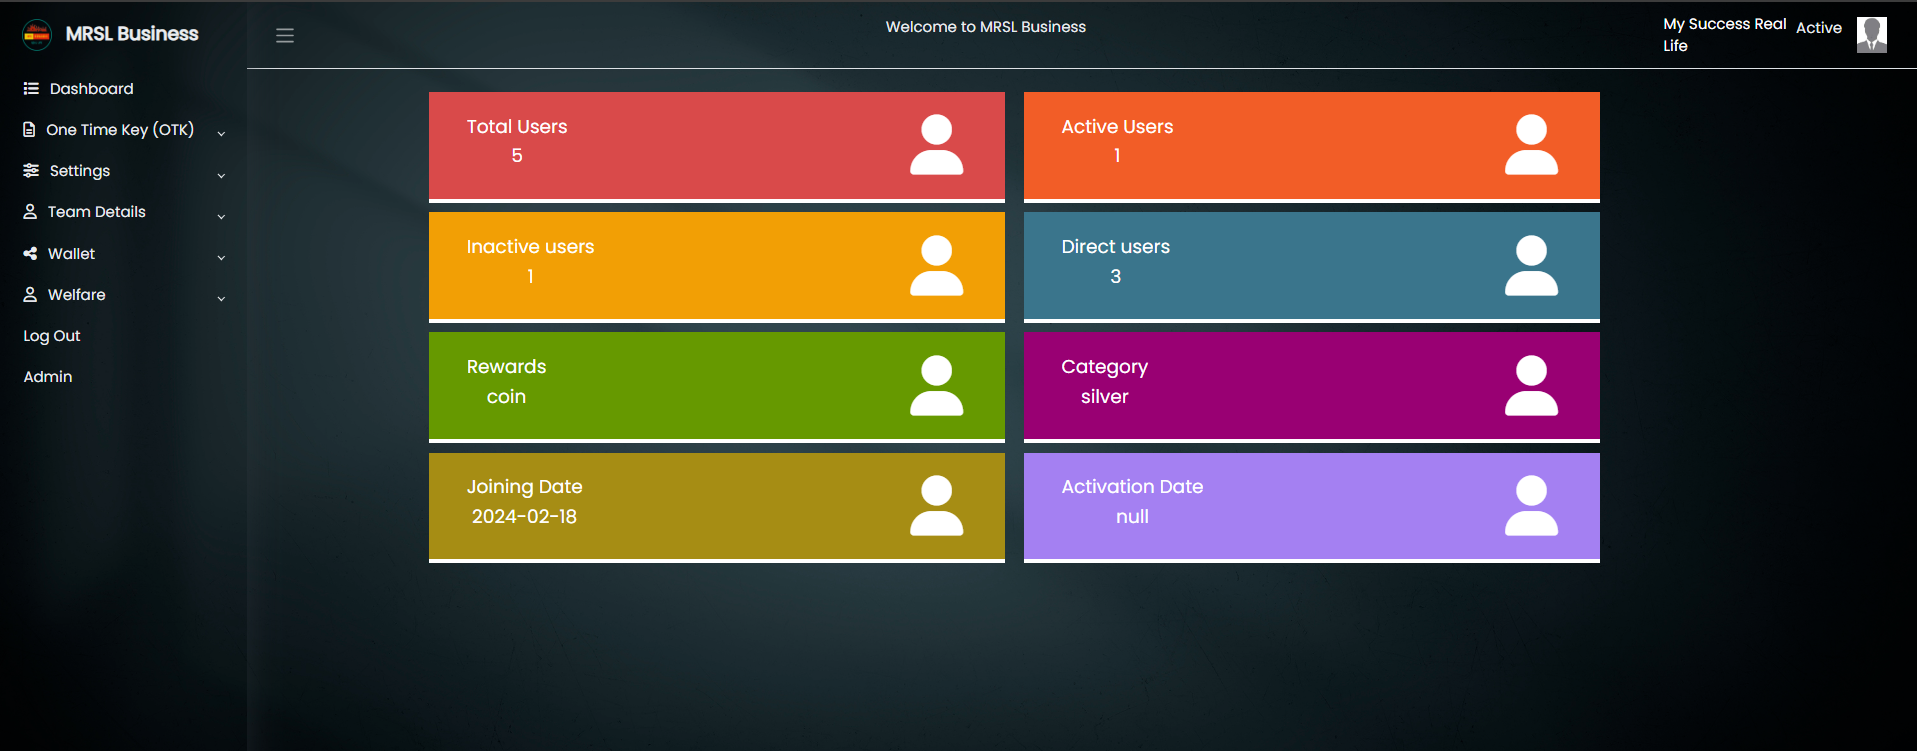 MRSL Business
Dashboard
One Time Key (OTK)
Settings
Team Details
Wallet
Welfare
Log Out
Admin
Welcome to MRSL Business
My Success Real
Life
Active
Total Users
5
Active Users
1
Inactive users
1
Direct users
3
Rewards
coin
Category
silver
Joining Date
2024-02-18
Activation Date
null